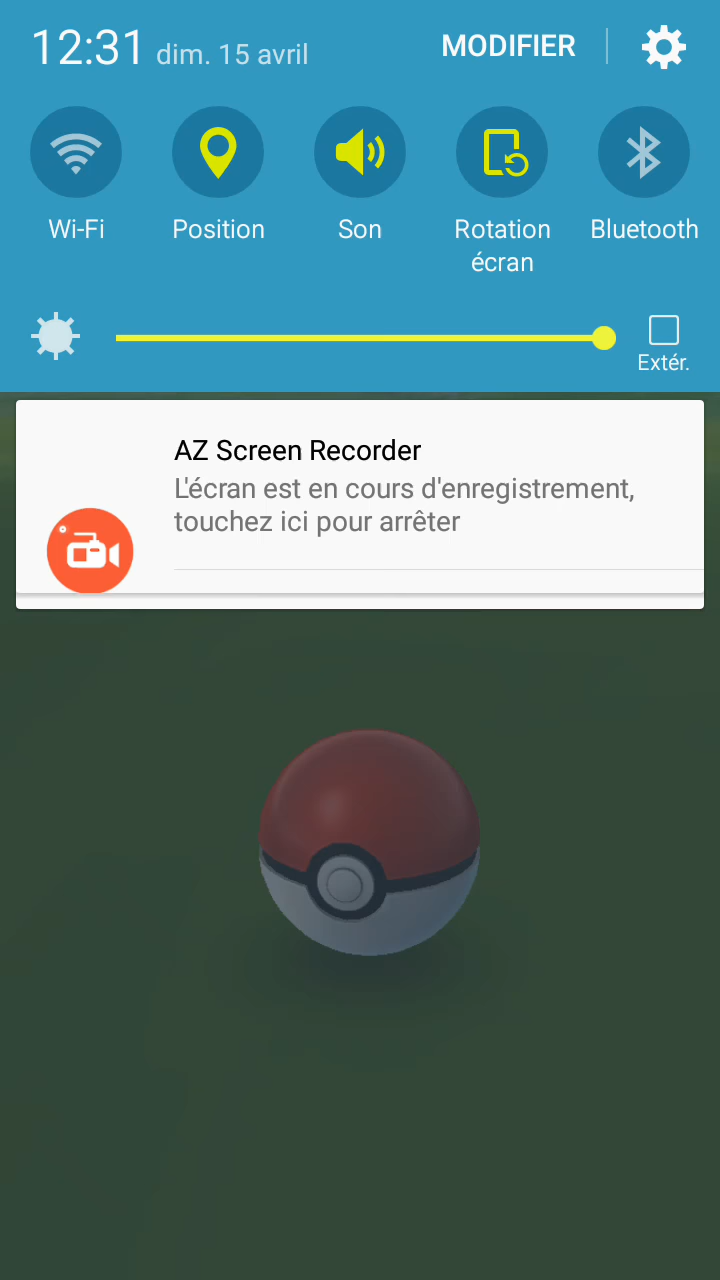 12:31 dim. 15 avril MODIFIER
Wi-Fi Position Son Rotation écran Bluetooth
Extér.
AZ Screen Recorder
L'écran est en cours d'enregistrement,
touchez ici pour arrêter